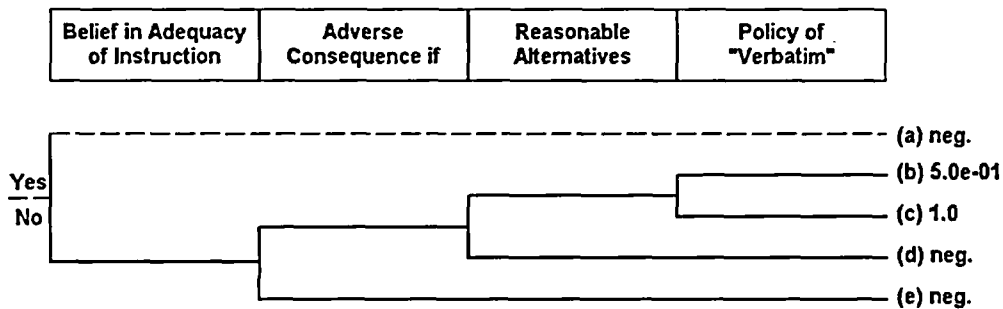 Belief in Adequacy
of Instruction
Adverse
Consequence if
Reasonable
Alternatives
Policy of
"Verbatim"
(a) neg.
Yes
No
(b) 5.0e-01
(c) 1.0
(d) neg.
(e) neg.